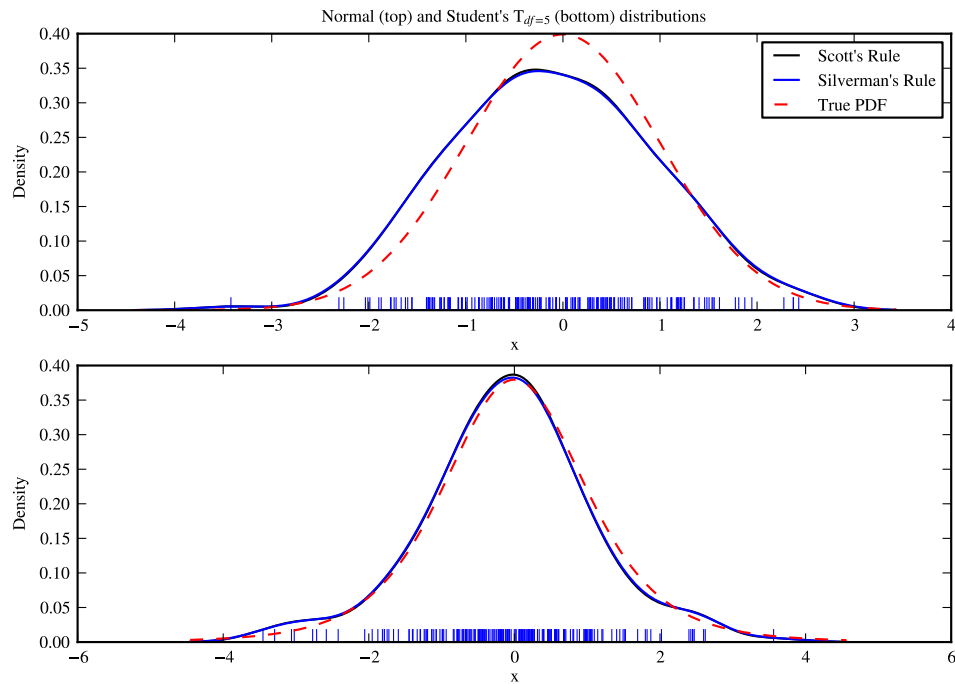 Normal (top) and Student's T_{df=5} (bottom) distributions
0.40
0.35
0.30
0.25
0.20
0.15
0.10
0.05
0.00
Density
Scott's Rule
Silverman's Rule
True PDF
−5 −4 −3 −2 −1 0 1 2 3 4
x
0.40
0.35
0.30
0.25
0.20
0.15
0.10
0.05
0.00
Density
−6 −4 −2 0 2 4 6
x